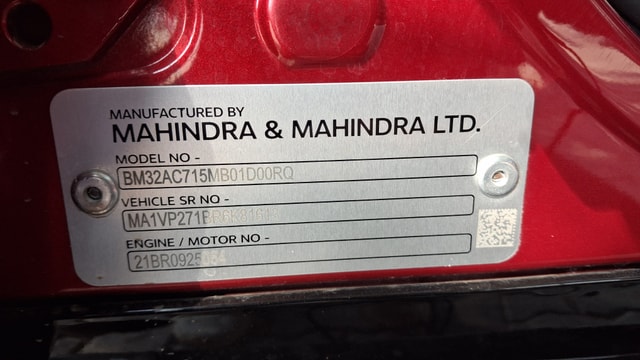 MANUFACTURED BY
MAHINDRA & MAHINDRA LTD.
MODEL NO -
BM32AC715MB01D00RQ
VEHICLE SR NO -
ENGINE / MOTOR NO -